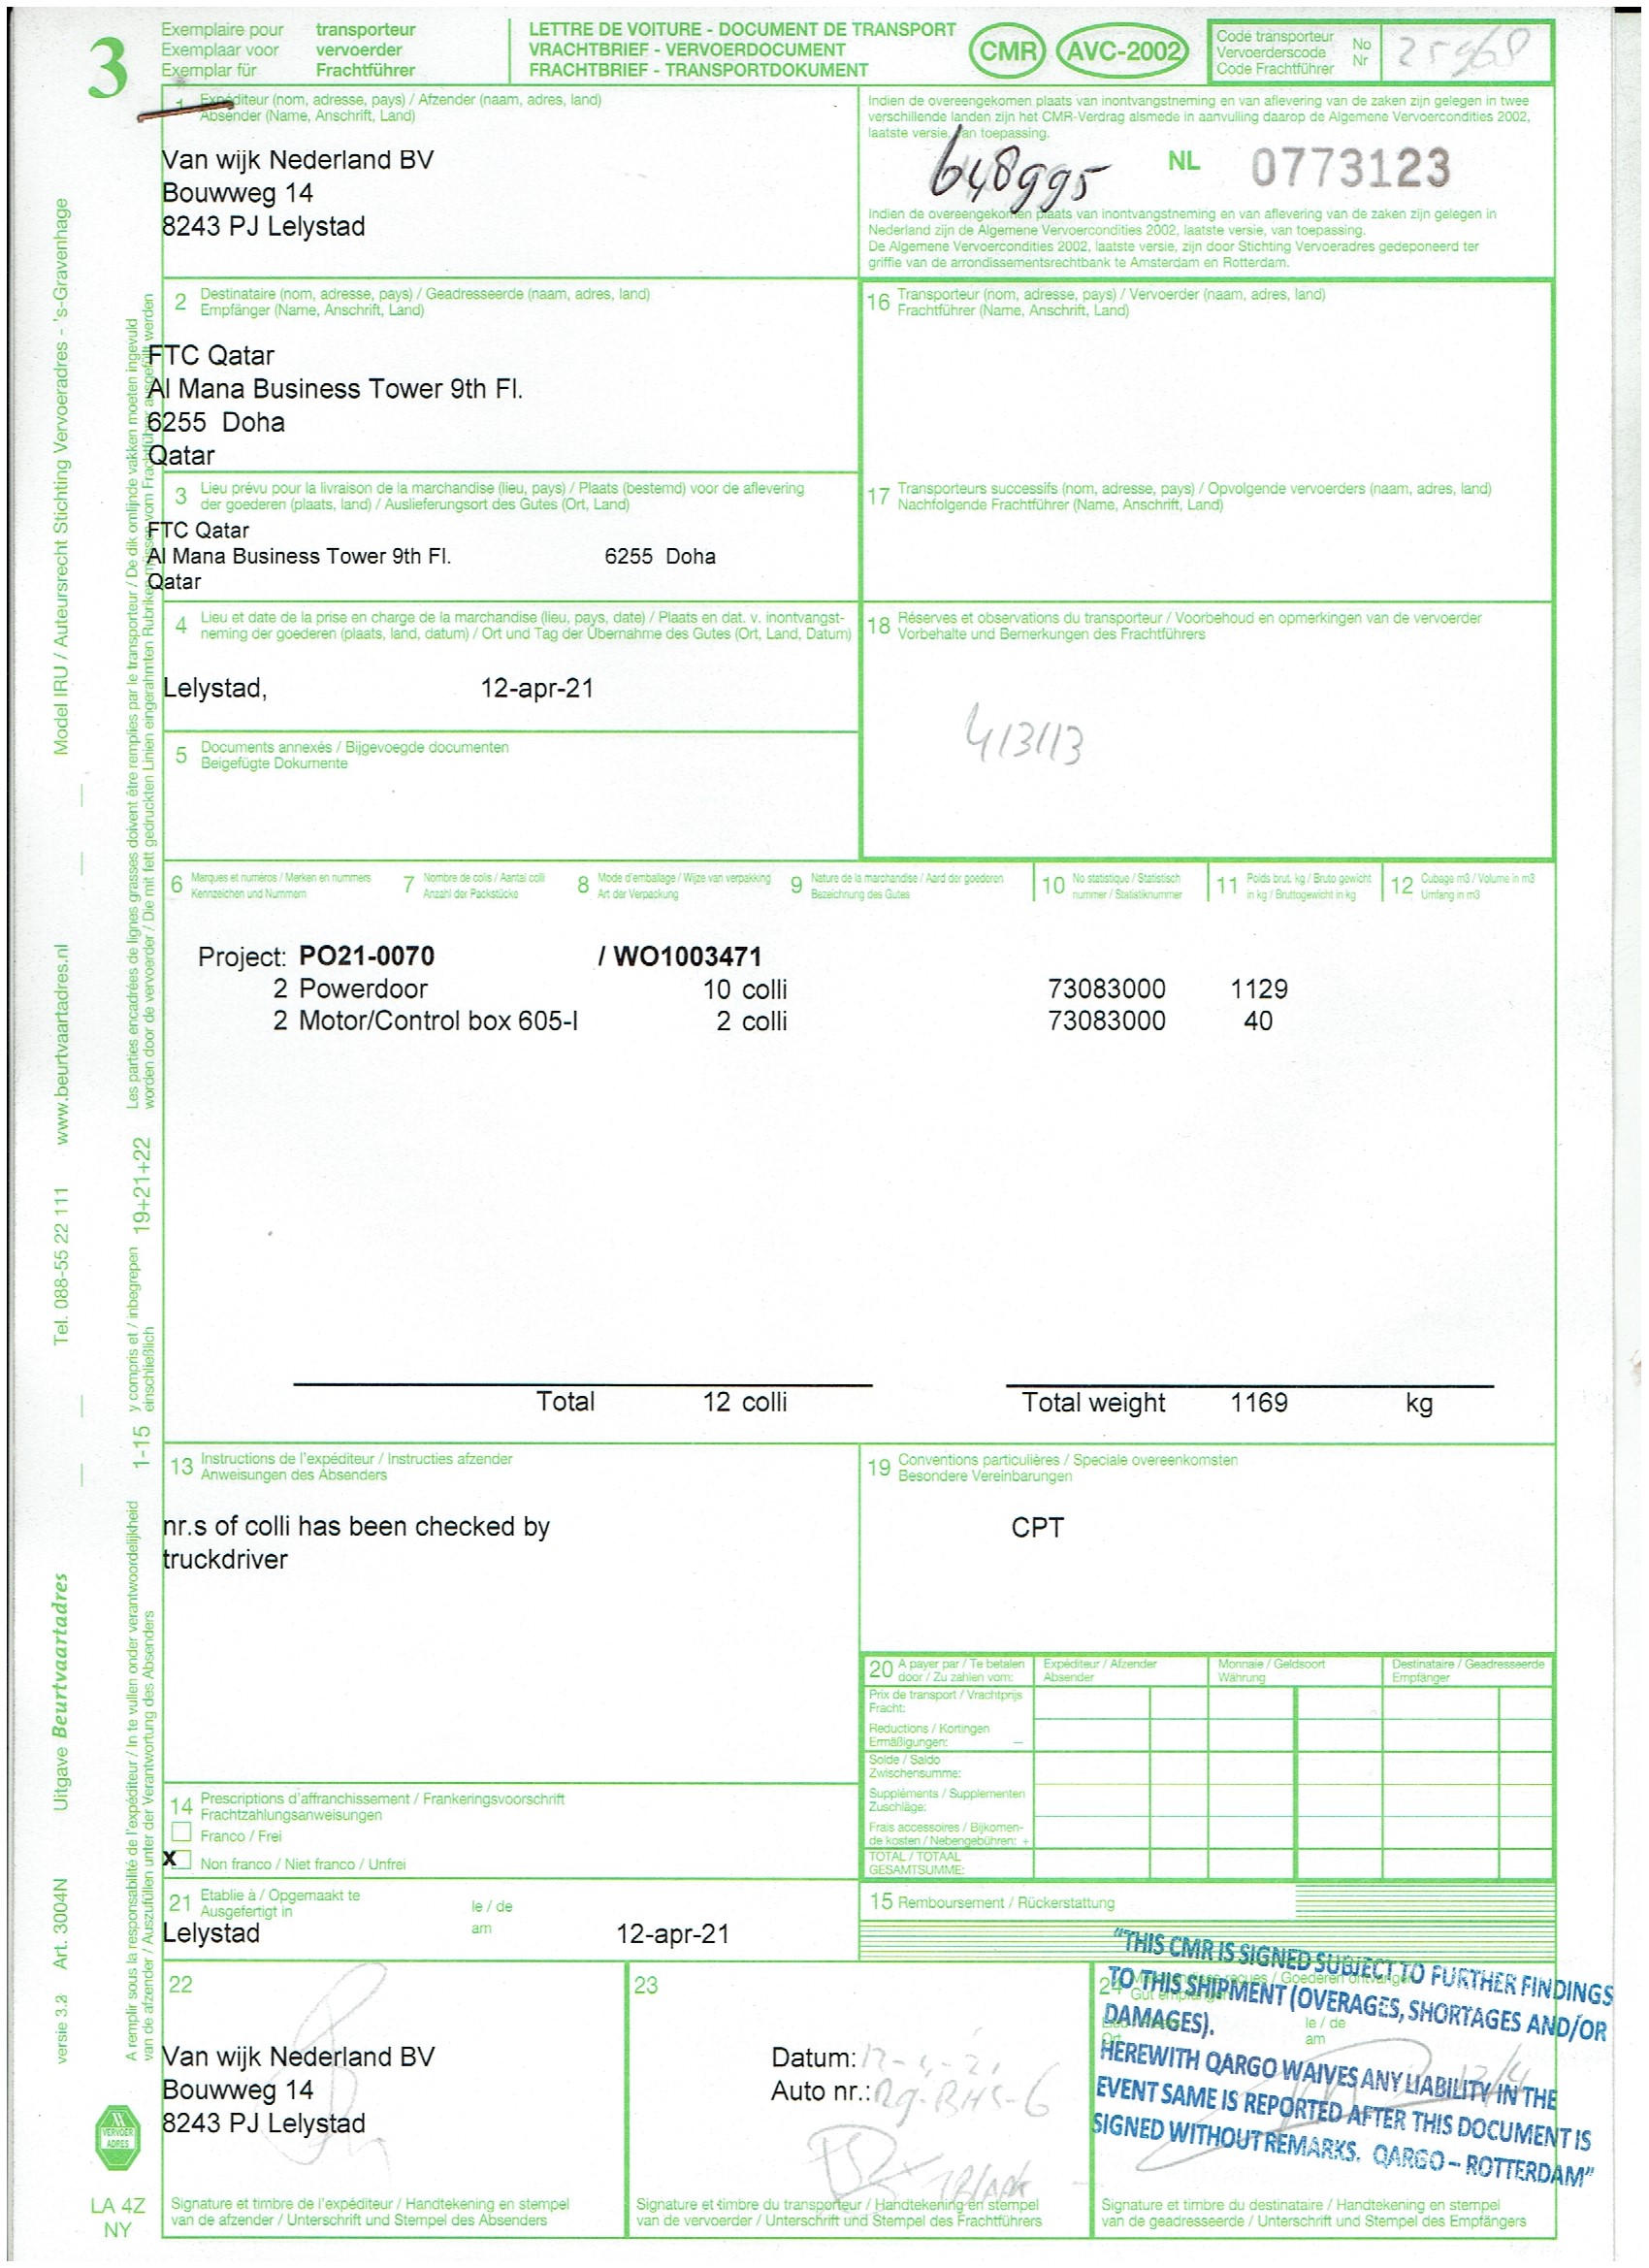 3
Exemplaire pour transporteur
Exemplaar voor vervoerder
Exemplar für Frachtführer
LETTRE DE VOITURE - DOCUMENT DE TRANSPORT
VRACHTBRIEF - VERVOERDOCUMENT
FRACHTBRIEF - TRANSPORTDOKUMENT
CMR AVC-2002
Code transporteur
Vervoerderscode
Code Frachtführer
No
Nr
25968
1 Expéditeur (nom, adresse, pays) / Afzender (naam, adres, land)
Absender (Name, Anschrift, Land)
Van wijk Nederland BV
Bouwweg 14
8243 PJ Lelystad
Indien de overeengekomen plaats van inontvangstneming en van aflevering van de zaken zijn gelegen in twee
verschillende landen zijn het CMR-Verdrag alsmede in aanvulling daarop de Algemene Vervoercondities 2002,
laatste versie, van toepassing.
648995 NL 0773123
Indien de overeengekomen plaats van inontvangstneming en van aflevering van de zaken zijn gelegen in
Nederland zijn de Algemene Vervoercondities 2002, laatste versie, van toepassing.
De Algemene Vervoercondities 2002, laatste versie, zijn door Stichting Vervoeradres gedeponeerd ter
griffie van de arrondissementsrechtbank te Amsterdam en Rotterdam.
2 Destinataire (nom, adresse, pays) / Geadresseerde (naam, adres, land)
Empfänger (Name, Anschrift, Land)
FTC Qatar
Al Mana Business Tower 9th Fl.
6255 Doha
Qatar
16 Transporteur (nom, adresse, pays) / Vervoerder (naam, adres, land)
Frachtführer (Name, Anschrift, Land)
3 Lieu prévu pour la livraison de la marchandise (lieu, pays) / Plaats (bestemd) voor de aflevering
der goederen (plaats, land) / Auslieferungsort des Gutes (Ort, Land)
FTC Qatar
Al Mana Business Tower 9th Fl. 6255 Doha
Qatar
17 Transporteurs successifs (nom, adresse, pays) / Opvolgende vervoerders (naam, adres, land)
Nachfolgende Frachtführer (Name, Anschrift, Land)
4 Lieu et date de la prise en charge de la marchandise (lieu, pays, date) / Plaats en dat. v. inontvangst-
neming der goederen (plaats, land, datum) / Ort und Tag der Übernahme des Gutes (Ort, Land, Datum)
Lelystad, 12-apr-21
18 Réserves et observations du transporteur / Voorbehoud en opmerkingen van de vervoerder
Vorbehalte und Bemerkungen des Frachtführers
413113
5 Documents annexés / Bijgevoegde documenten
Beigefügte Dokumente
6 Marques et numéros / Merken en nummers
Kennzeichen und Nummern
7 Nombre de colis / Aantal colli
Anzahl der Packstücke
8 Mode d'emballage / Wijze van verpakking
Art der Verpackung
9 Nature de la marchandise / Aard der goederen
Bezeichnung des Gutes
10 No statistique / Statistisch
nummer / Statistiknummer
11 Poids brut, kg / Bruto gewicht
in kg / Bruttogewicht in kg
12 Cubage m3 / Volume in m3
Umfang in m3
Project: PO21-0070 / WO1003471
2 Powerdoor 10 colli 73083000 1129
2 Motor/Control box 605-I 2 colli 73083000 40
Total 12 colli Total weight 1169 kg
13 Instructions de l'expéditeur / Instructies afzender
Anweisungen des Absenders
nr.s of colli has been checked by
truckdriver
19 Conventions particulières / Speciale overeenkomsten
Besondere Vereinbarungen
CPT
20 A payer par / Te betalen
door / Zu zahlen vom:
Expéditeur / Afzender
Absender
Monnaie / Geldsoort
Währung
Destinataire / Geadresseerde
Empfänger
Prix de transport / Vrachtprijs
Fracht:
Reductions / Kortingen
Ermäßigungen: −
Solde / Saldo
Zwischensumme:
Suppléments / Supplementen
Zuschläge:
Frais accessoires / Bijkomen-
de kosten / Nebengebühren: +
TOTAL / TOTAAL
GESAMTSUMME:
14 Prescriptions d'affranchissement / Frankeringsvoorschrift
Frachtzahlungsanweisungen
Franco / Frei
x Non franco / Niet franco / Unfrei
21 Etablie à / Opgemaakt te
Ausgefertigt in
le / de
am
Lelystad 12-apr-21
15 Remboursement / Rückerstattung
22
Van wijk Nederland BV
Bouwweg 14
8243 PJ Lelystad
Signature et timbre de l'expéditeur / Handtekening en stempel
van de afzender / Unterschrift und Stempel des Absenders
23
Datum: 12-4-21
Auto nr.:
Signature et timbre du transporteur / Handtekening en stempel
van de vervoerder / Unterschrift und Stempel des Frachtführers
24 Marchandises reçues / Goederen ontvangen
Gut empfangen
le / de
am
12/4
"THIS CMR IS SIGNED SUBJECT TO FURTHER FINDINGS
TO THIS SHIPMENT (OVERAGES, SHORTAGES AND/OR
DAMAGES).
HEREWITH QARGO WAIVES ANY LIABILITY IN THE
EVENT SAME IS REPORTED AFTER THIS DOCUMENT IS
SIGNED WITHOUT REMARKS. QARGO – ROTTERDAM"
Signature et timbre du destinataire / Handtekening en stempel
van de geadresseerde / Unterschrift und Stempel des Empfängers
Model IRU / Auteursrecht Stichting Vervoeradres - 's-Gravenhage
www.beurtvaartadres.nl
Tel. 088-55 22 111
Uitgave Beurtvaartadres
Art. 3004N
versie 3.2
Les parties encadrées de lignes grasses doivent être remplies par le transporteur / De dik omlijnde vakken moeten ingevuld
worden door de vervoerder / Die mit fett gedruckten Linien eingerahmten Rubriken müssen vom Frachtführer ausgefüllt werden
19+21+22
y compris et / inbegrepen
einschließlich
1-15
A remplir sous la responsabilité de l'expéditeur / In te vullen onder verantwoordelijkheid
van de afzender / Auszufüllen unter der Verantwortung des Absenders
VERVOER
ADRES
LA 4Z
NY